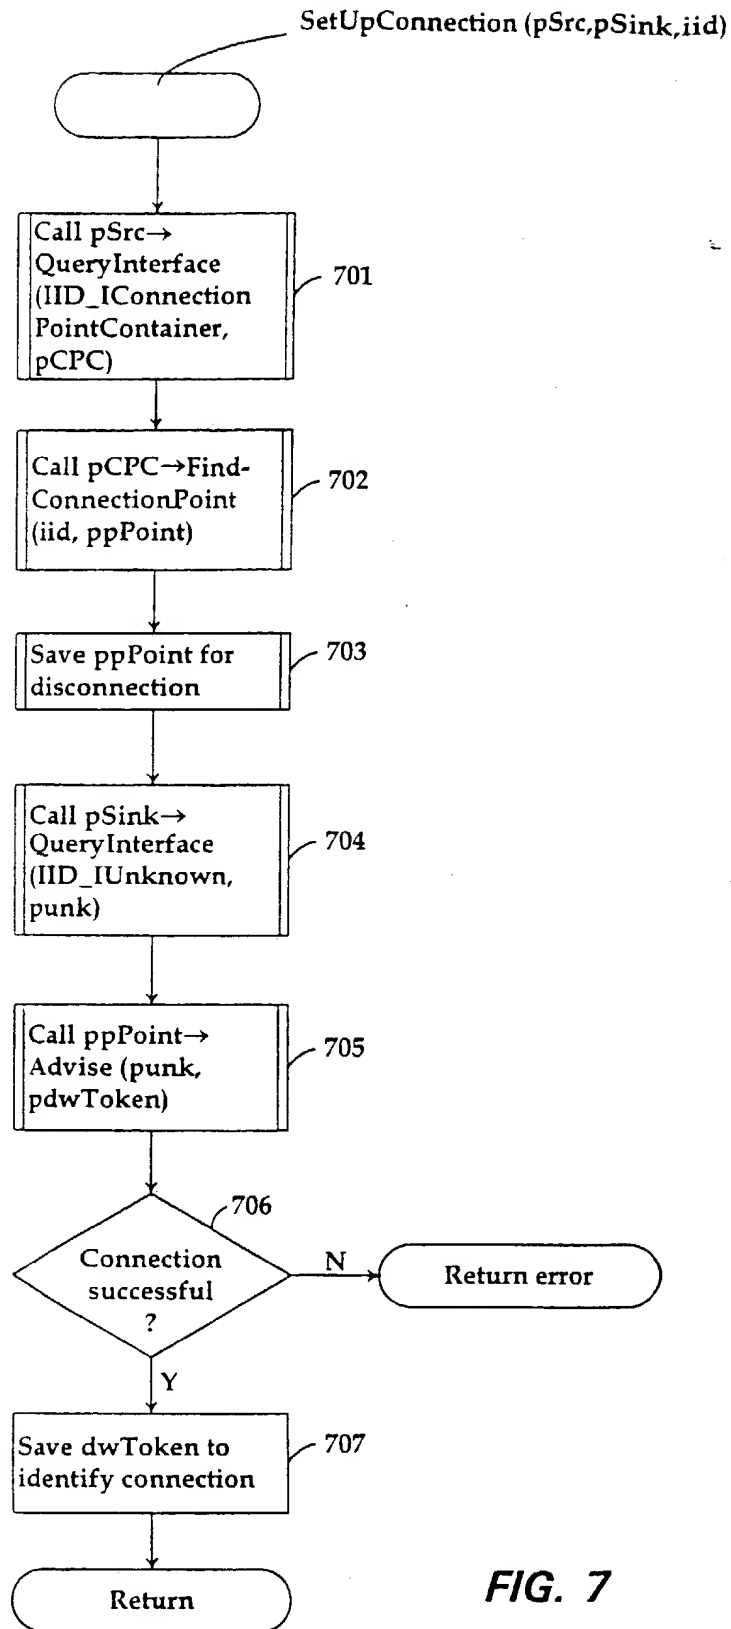 SetUpConnection (pSrc,pSink,iid)
Call pSrc→
QueryInterface
(IID_IConnection
PointContainer,
pCPC)
701
Call pCPC→Find-
ConnectionPoint
(iid, ppPoint)
702
Save ppPoint for
disconnection
703
Call pSink→
QueryInterface
(IID_IUnknown,
punk)
704
Call ppPoint→
Advise (punk,
pdwToken)
705
706
Connection
successful
?
N
Return error
Y
Save dwToken to
identify connection
707
Return
FIG. 7